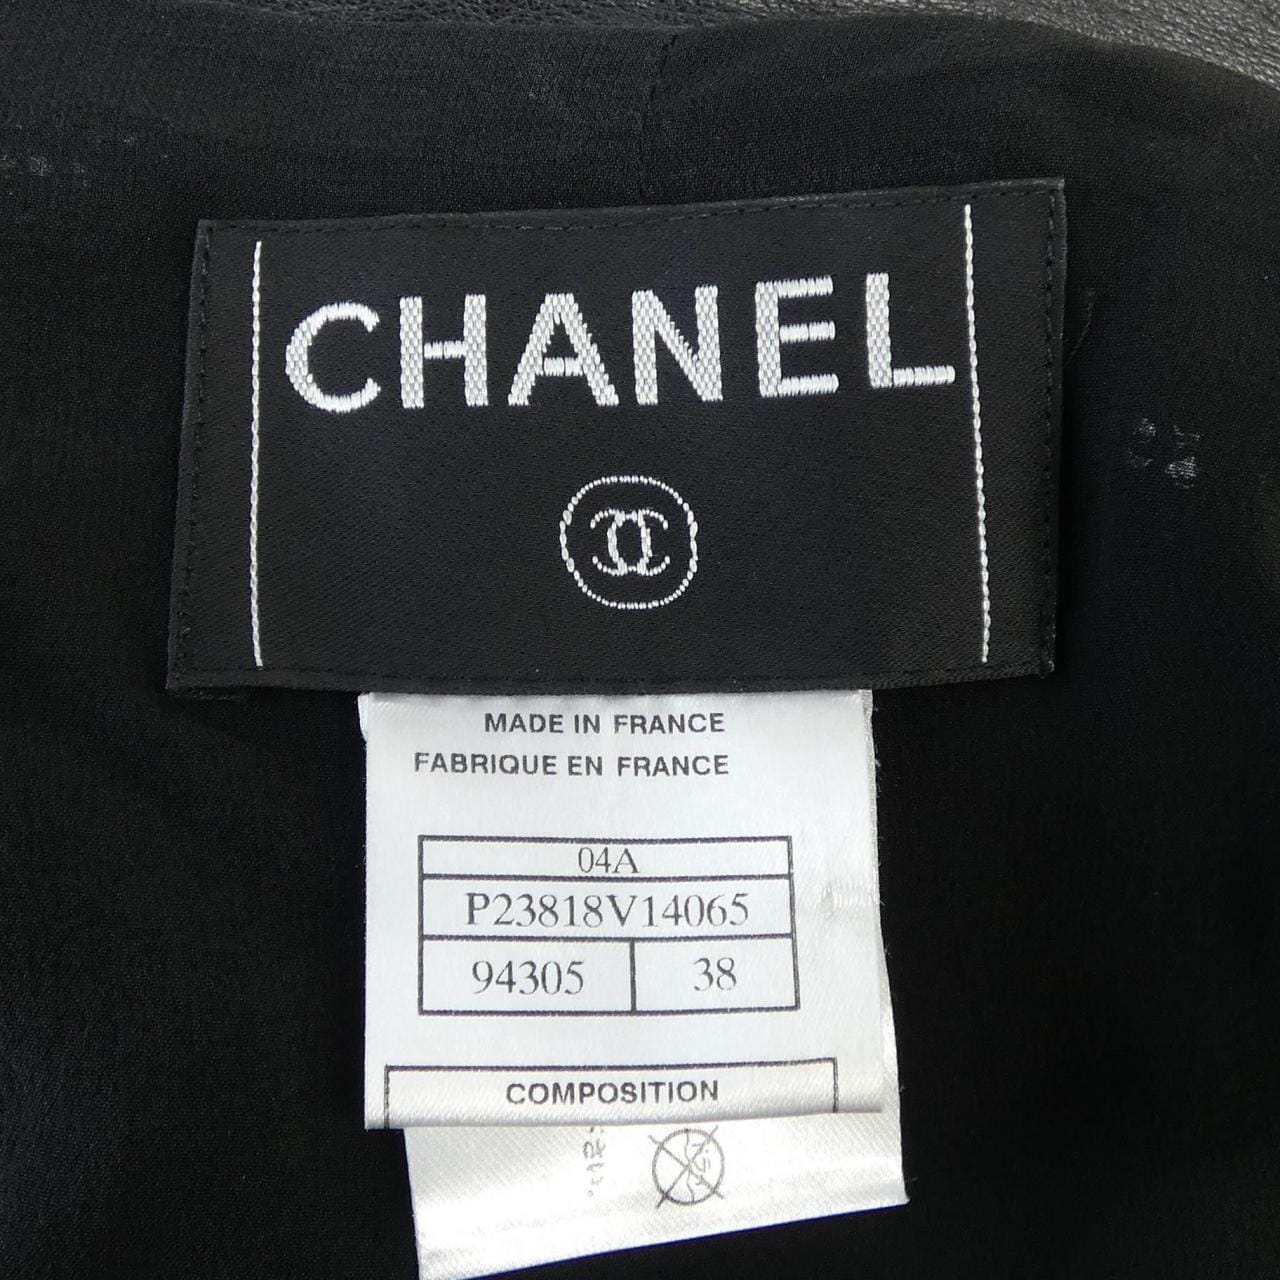 CHANEL
MADE IN FRANCE
FABRIQUE EN FRANCE
04A
P23818V14065
94305 38
COMPOSITION